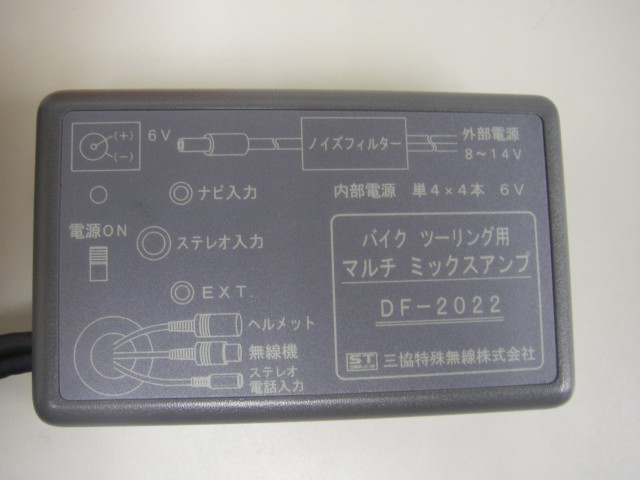 (+)
(-)
6V
ノイズフィルター
外部電源
8〜14V
ナビ入力
内部電源 単4×4本 6V
電源ON
ステレオ入力
EXT.
バイク ツーリング用
マルチ ミックスアンプ
DF-2022
ヘルメット
無線機
ステレオ
電話入力
ST
三協特殊無線株式会社